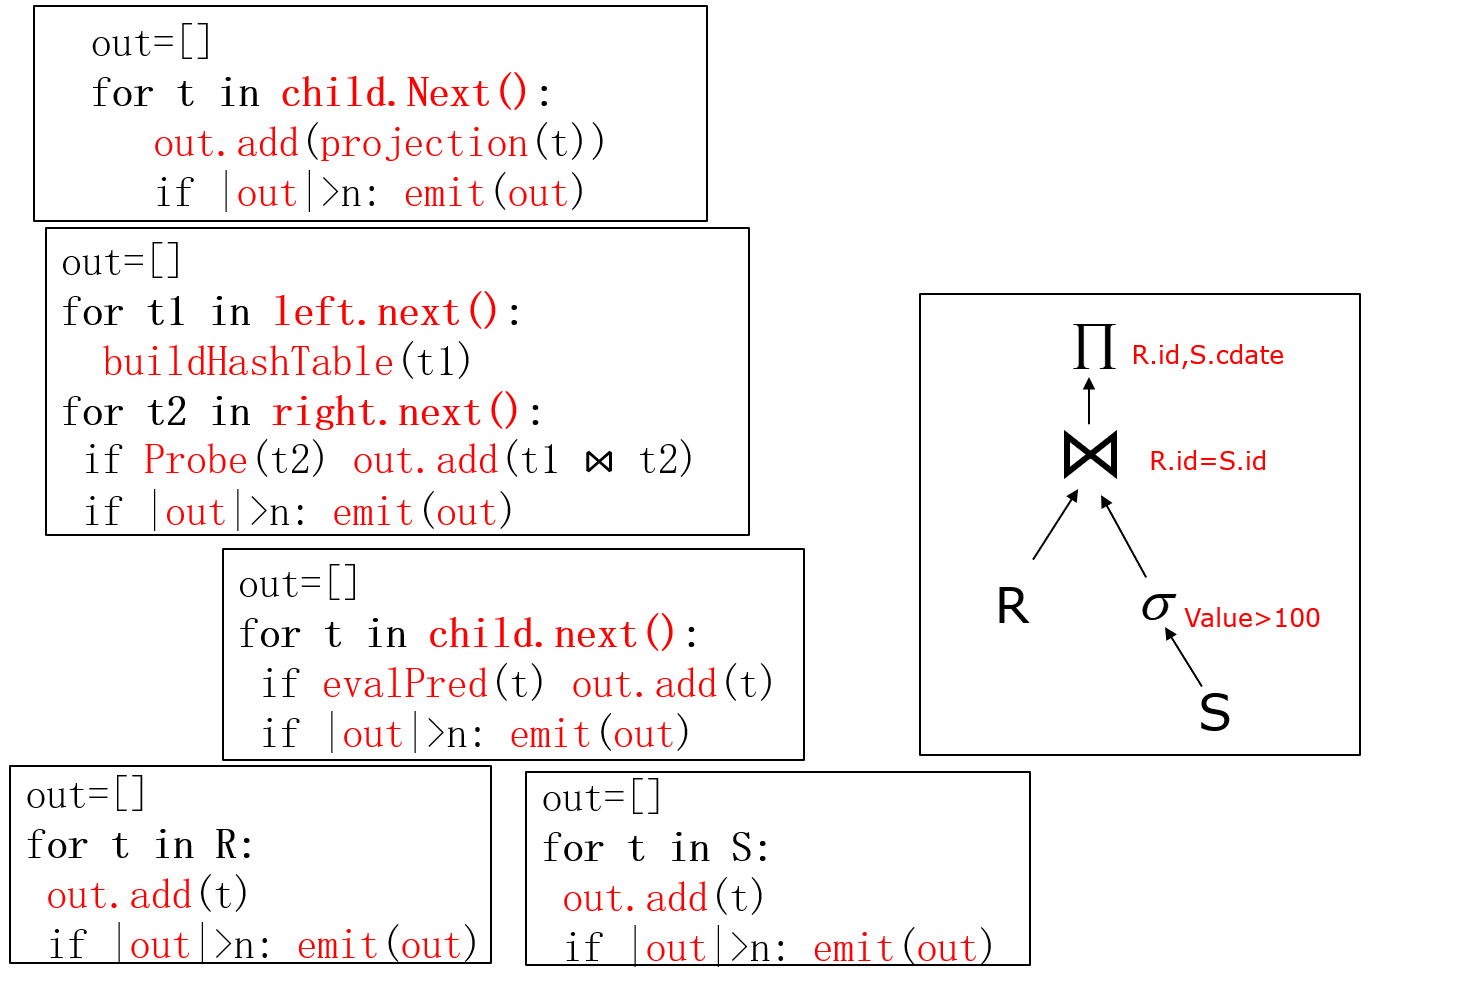 out=[]
for t in child.Next():
out.add(projection(t))
if |out|>n: emit(out)
out=[]
for t1 in left.next():
buildHashTable(t1)
for t2 in right.next():
if Probe(t2) out.add(t1 ⋈ t2)
if |out|>n: emit(out)
out=[]
for t in child.next():
if evalPred(t) out.add(t)
if |out|>n: emit(out)
out=[]
for t in R:
out.add(t)
if |out|>n: emit(out)
out=[]
for t in S:
out.add(t)
if |out|>n: emit(out)
∏ R.id,S.cdate
⋈ R.id=S.id
R
σ Value>100
S